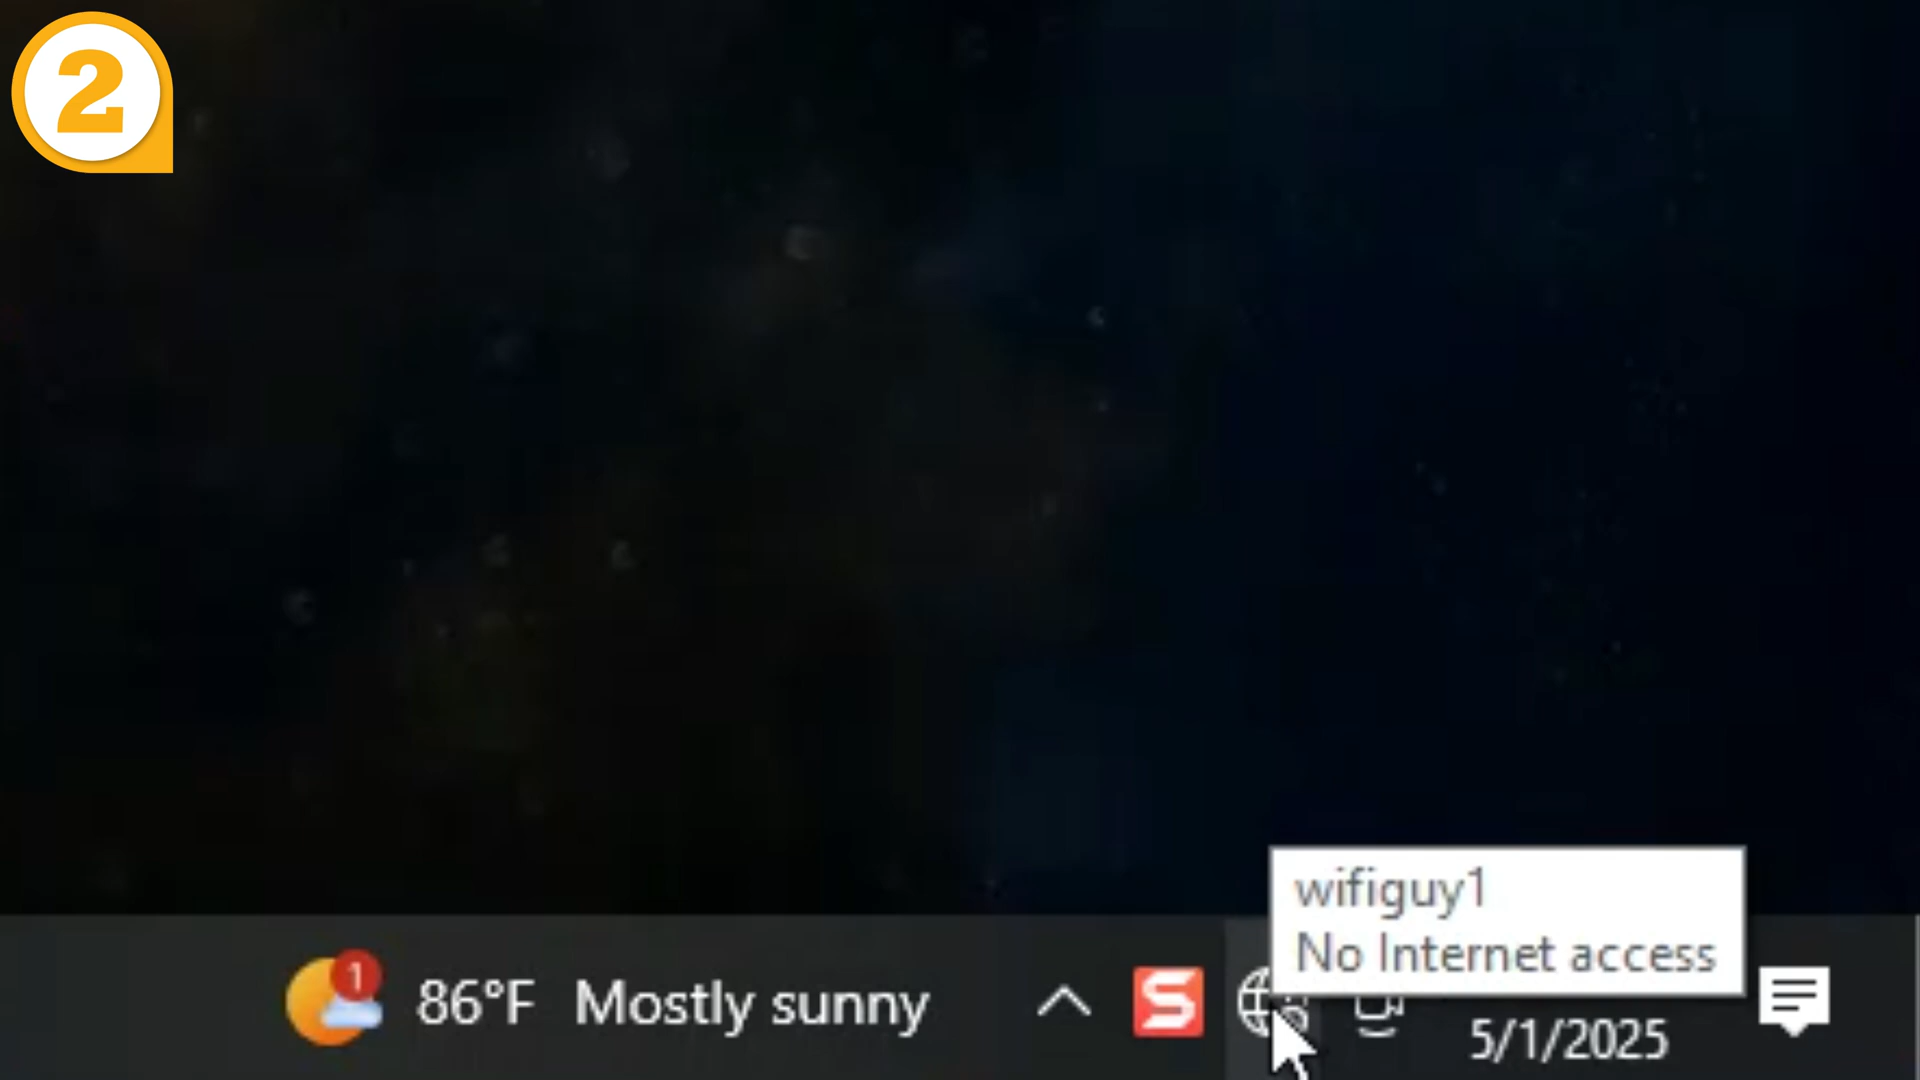 2
wifiguy1
No Internet access
1
86°F Mostly sunny
S
5/1/2025